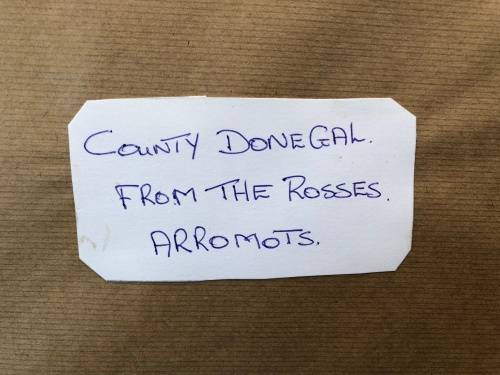 COUNTY DONEGAL.
FROM THE ROSSES.
ARROMOTS.